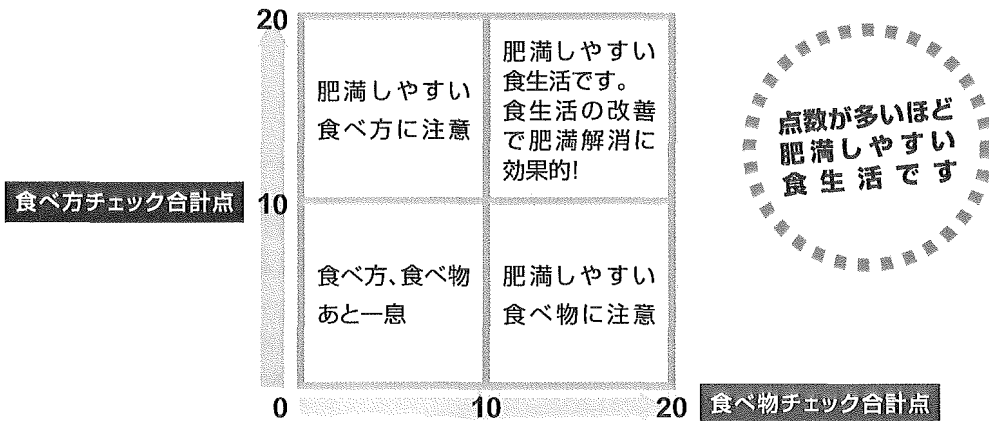 20
肥満しやすい
食べ方に注意
肥満しやすい
食生活です。
食生活の改善
で肥満解消に
効果的!
点数が多いほど
肥満しやすい
食生活です
食べ方チェック合計点
10
食べ方、食べ物
あと一息
肥満しやすい
食べ物に注意
0
10
20
食べ物チェック合計点